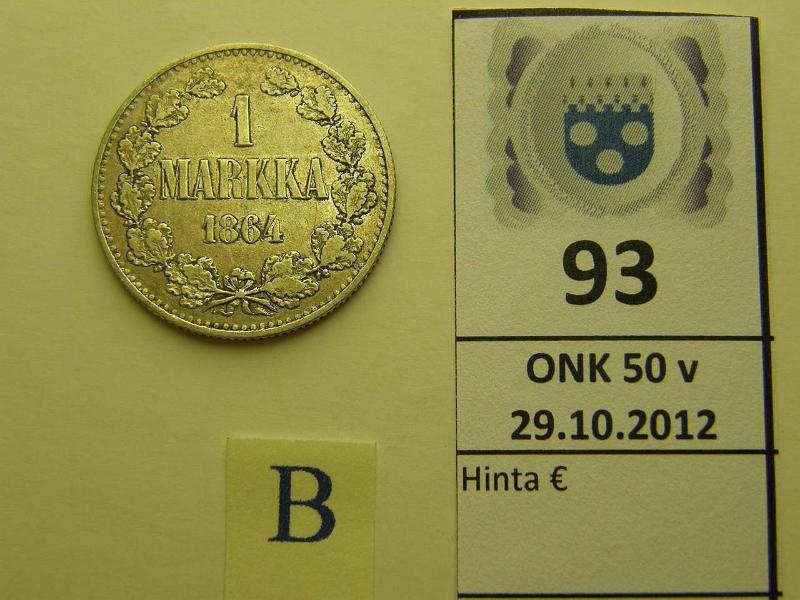 1
MARKKA
1864
93
ONK 50 v
29.10.2012
Hinta €
B